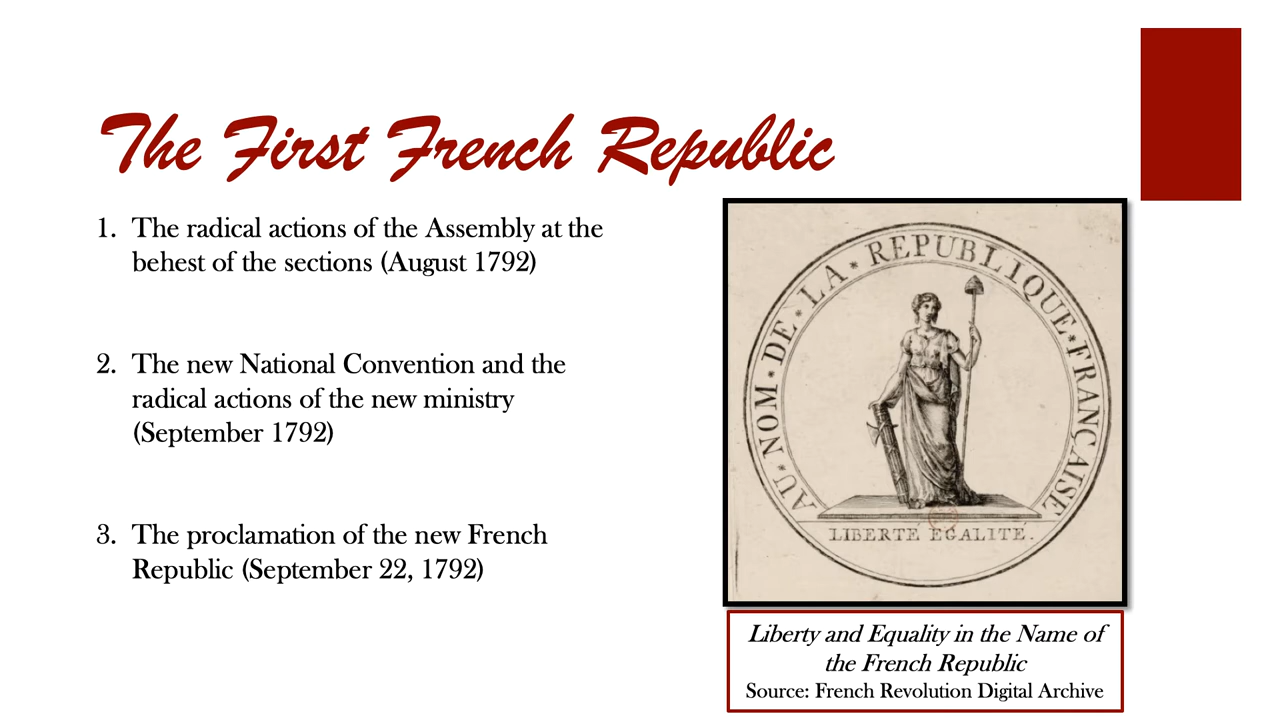 The First French Republic
1. The radical actions of the Assembly at the
behest of the sections (August 1792)
2. The new National Convention and the
radical actions of the new ministry
(September 1792)
3. The proclamation of the new French
Republic (September 22, 1792)
AU * NOM * DE * LA * REPUBLIQUE * FRANÇAISE
LIBERTÉ EGALITÉ.
Liberty and Equality in the Name of
the French Republic
Source: French Revolution Digital Archive